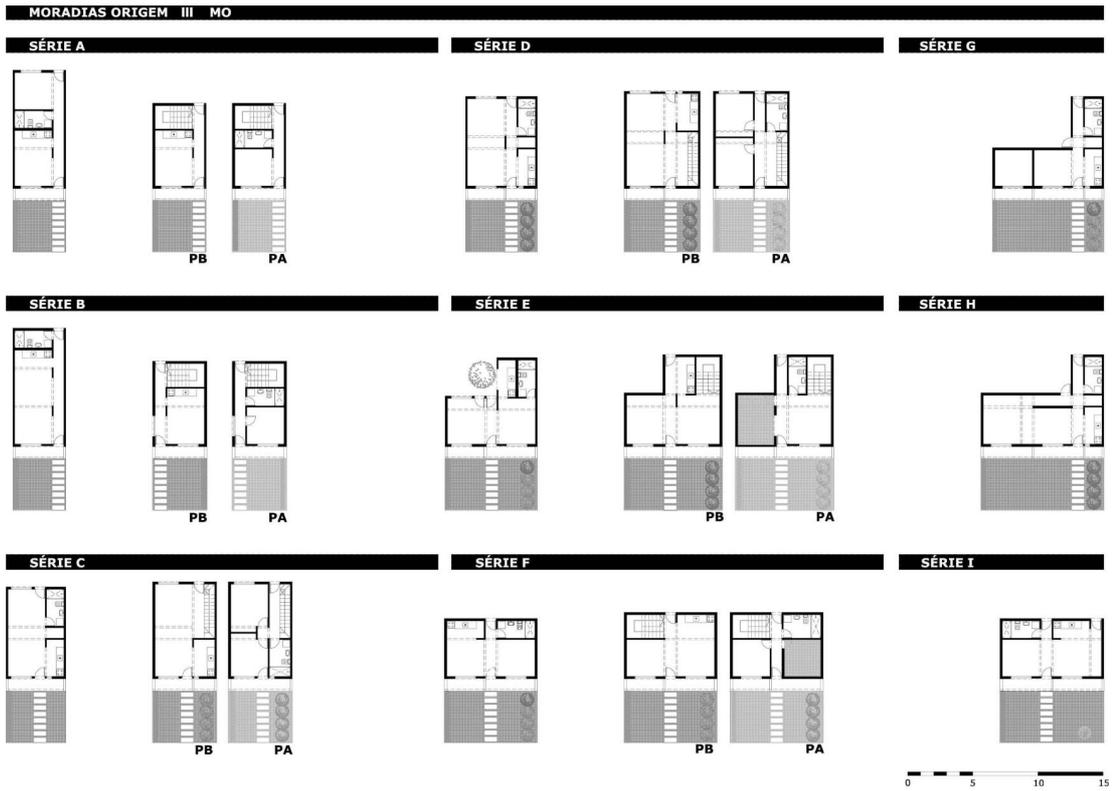 MORADIAS ORIGEM III MO
SÉRIE A SÉRIE D SÉRIE G
PB PA PB PA
SÉRIE B SÉRIE E SÉRIE H
PB PA PB PA
SÉRIE C SÉRIE F SÉRIE I
PB PA PB PA
0 5 10 15